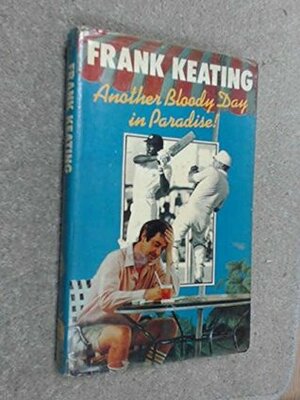 FRANK KEATING
Another Bloody Day
in Paradise!
FRANK KEATING